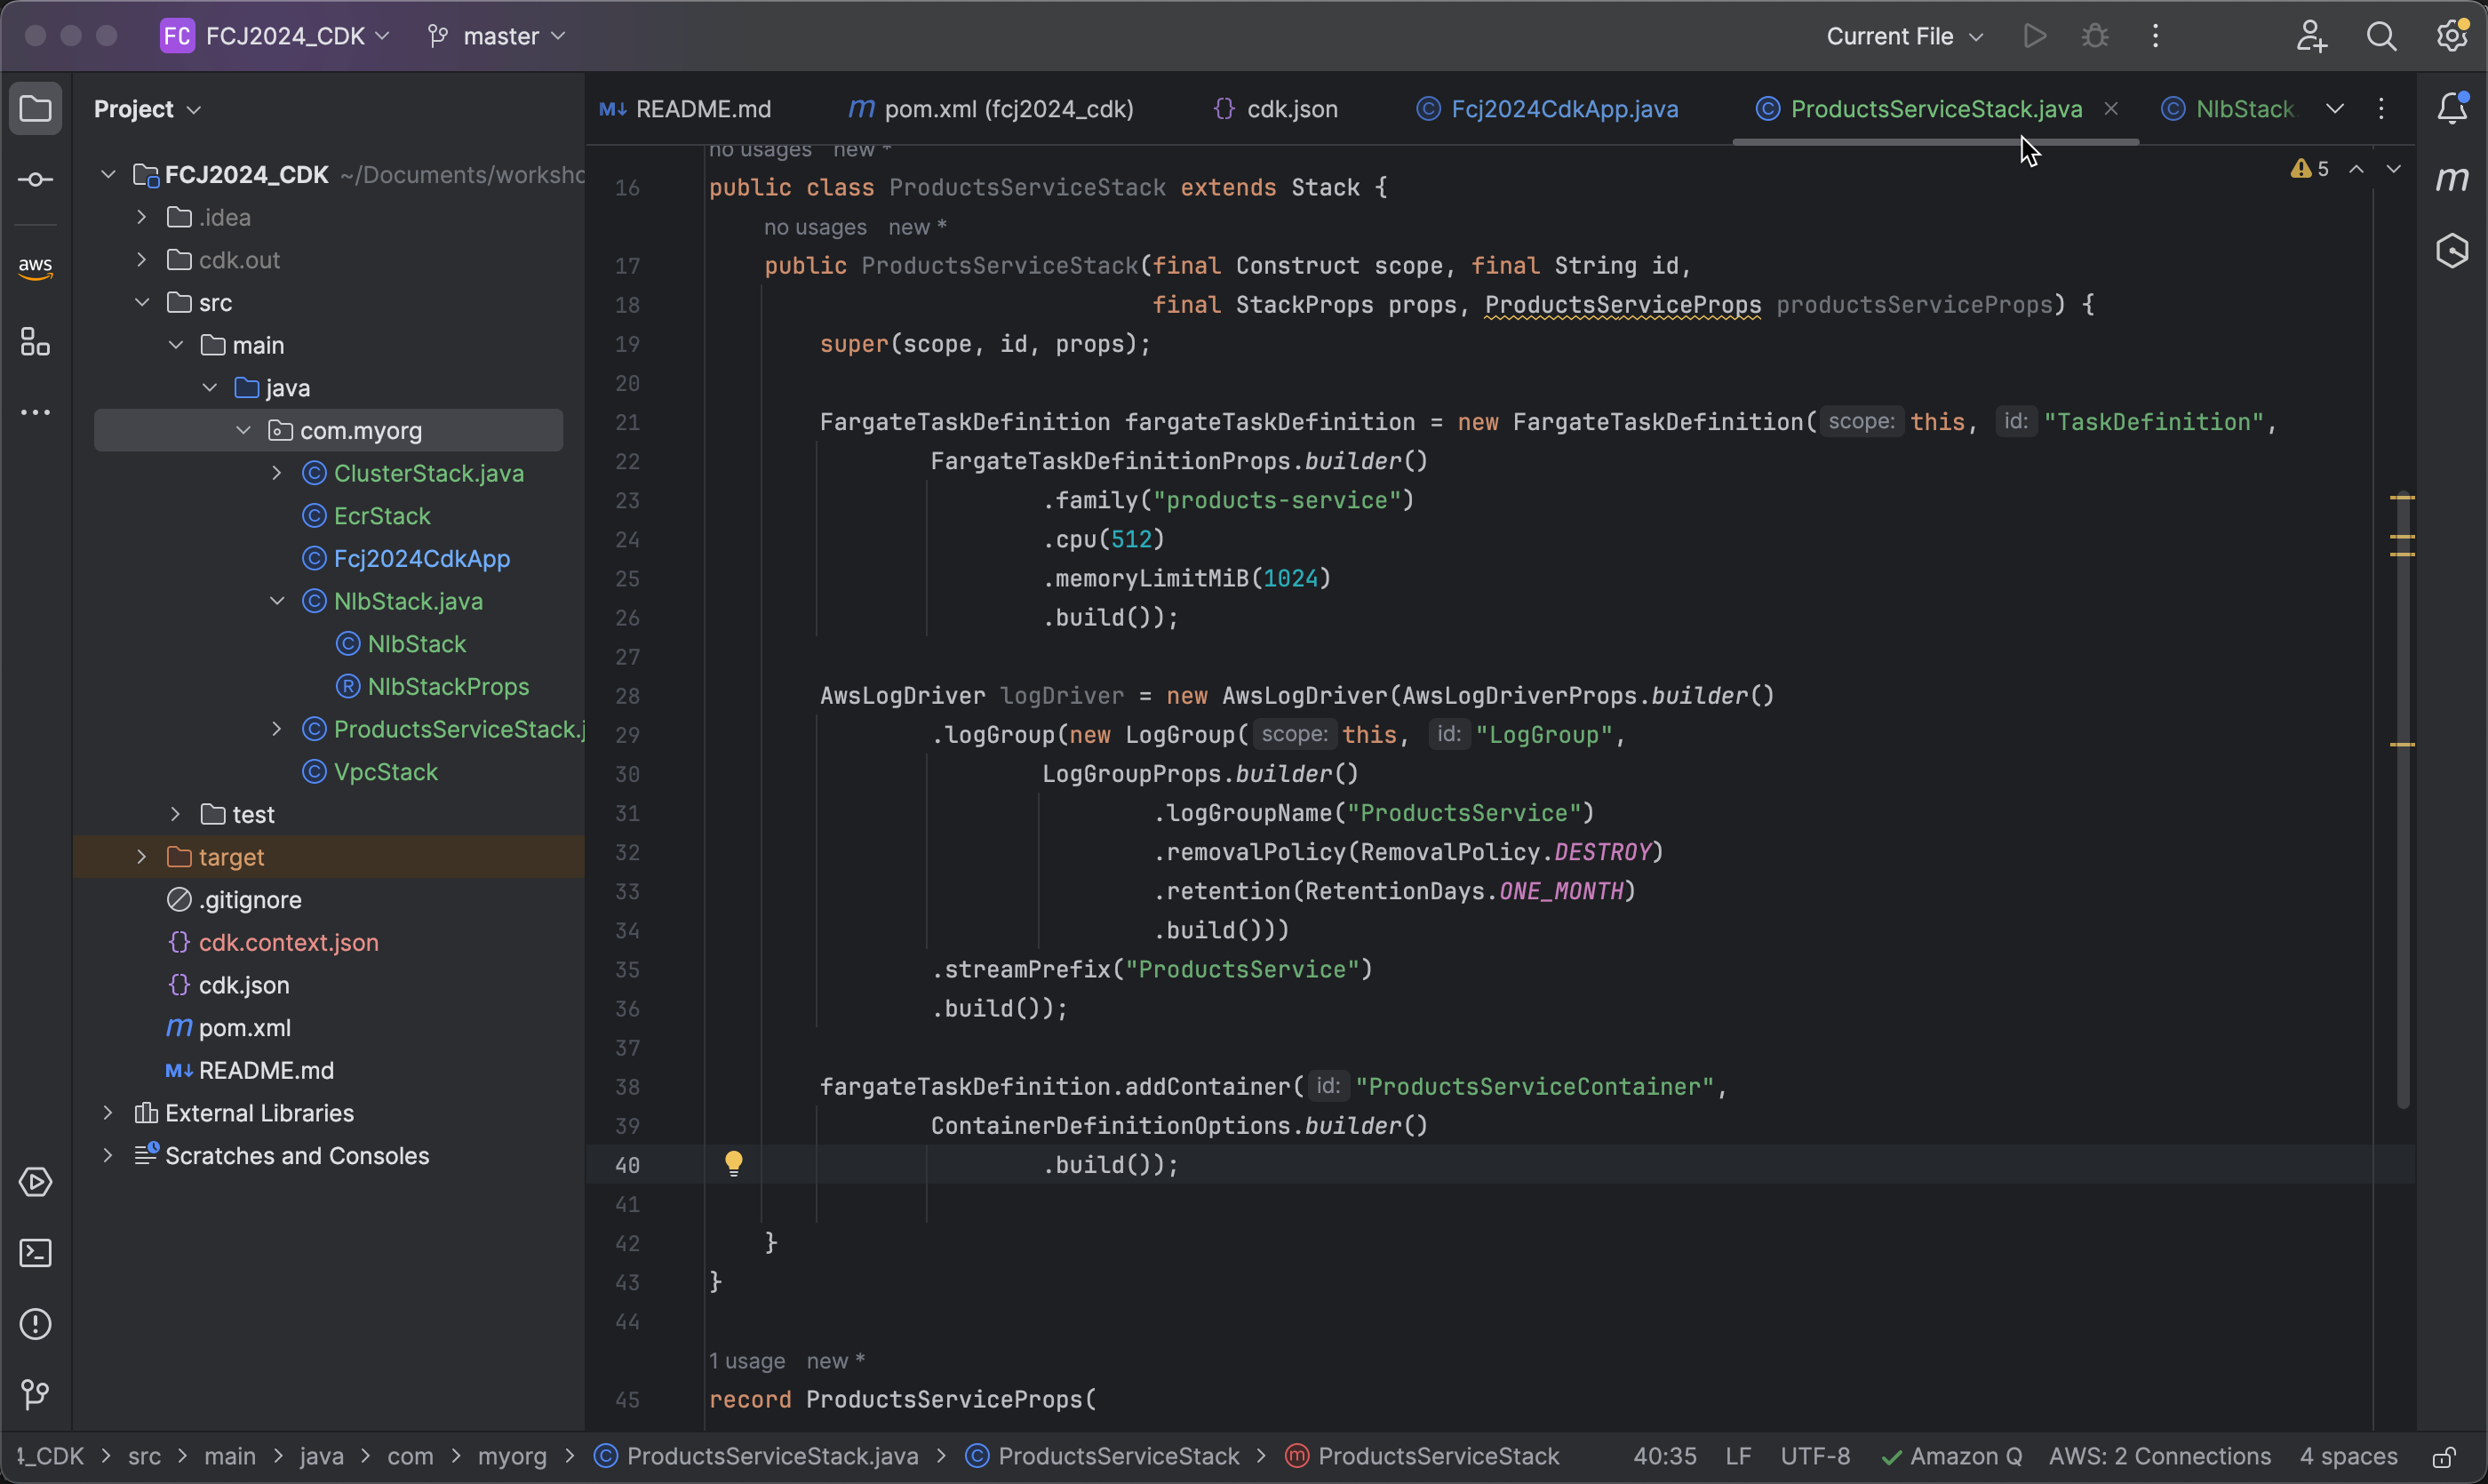 FC FCJ2024_CDK master Current File
Project
README.md pom.xml (fcj2024_cdk) cdk.json Fcj2024CdkApp.java ProductsServiceStack.java NlbStack
FCJ2024_CDK ~/Documents/worksho
.idea
cdk.out
aws
src
main
java
com.myorg
ClusterStack.java
EcrStack
Fcj2024CdkApp
NlbStack.java
NlbStack
NlbStackProps
ProductsServiceStack.j
VpcStack
test
target
.gitignore
cdk.context.json
cdk.json
pom.xml
README.md
External Libraries
Scratches and Consoles
no usages new *
5
16 public class ProductsServiceStack extends Stack {
no usages new *
17 public ProductsServiceStack(final Construct scope, final String id,
18 final StackProps props, ProductsServiceProps productsServiceProps) {
19 super(scope, id, props);
20
21 FargateTaskDefinition fargateTaskDefinition = new FargateTaskDefinition( scope: this, id: "TaskDefinition",
22 FargateTaskDefinitionProps.builder()
23 .family("products-service")
24 .cpu(512)
25 .memoryLimitMiB(1024)
26 .build());
27
28 AwsLogDriver logDriver = new AwsLogDriver(AwsLogDriverProps.builder()
29 .logGroup(new LogGroup( scope: this, id: "LogGroup",
30 LogGroupProps.builder()
31 .logGroupName("ProductsService")
32 .removalPolicy(RemovalPolicy.DESTROY)
33 .retention(RetentionDays.ONE_MONTH)
34 .build()))
35 .streamPrefix("ProductsService")
36 .build());
37
38 fargateTaskDefinition.addContainer( id: "ProductsServiceContainer",
39 ContainerDefinitionOptions.builder()
40 .build());
41
42 }
43 }
44
1 usage new *
45 record ProductsServiceProps(
_CDK > src > main > java > com > myorg > ProductsServiceStack.java > ProductsServiceStack > ProductsServiceStack 40:35 LF UTF-8 Amazon Q AWS: 2 Connections 4 spaces